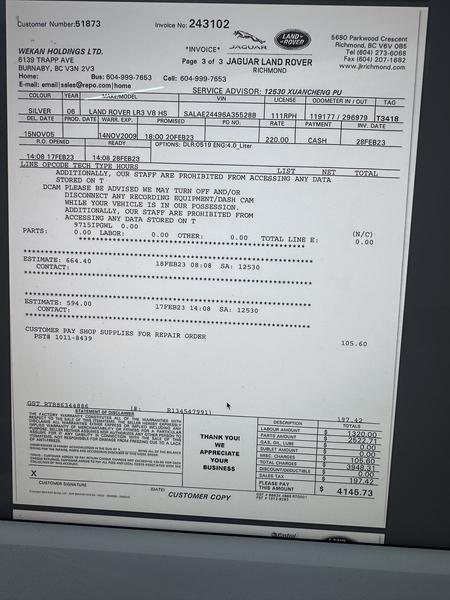 Customer Number: 51873
Invoice No: 243102
JAGUAR
LAND ROVER
5680 Parkwood Crescent
Richmond, BC V6V 0B5
Tel (604) 273-6068
Fax (604) 207-1682
www.jlrrichmond.com
*INVOICE*
WEKAN HOLDINGS LTD.
6139 TRAPP AVE
BURNABY, BC V3N 2V3
Page 3 of 3 JAGUAR LAND ROVER
RICHMOND
Home: Bus: 604-999-7653 Cell: 604-999-7653
E-mail: email|sales@repo.com|home
SERVICE ADVISOR: 12530 XUANCHENG PU
COLOUR YEAR MAKE/MODEL VIN LICENSE ODOMETER IN / OUT TAG
SILVER 06 LAND ROVER LR3 V8 HS SALAE24496A355288 111RPH 119177 / 296979 T3418
DEL. DATE PROD. DATE WARR. EXP. PROMISED PO NO. RATE PAYMENT INV. DATE
15NOV05 14NOV2009 18:00 20FEB23 220.00 CASH 28FEB23
R.O. OPENED READY OPTIONS: DLR:0519 ENG:4.0_Liter
14:08 17FEB23 14:08 28FEB23
LINE OPCODE TECH TYPE HOURS LIST NET TOTAL
ADDITIONALLY, OUR STAFF ARE PROHIBITED FROM ACCESSING ANY DATA
STORED ON T
DCAM PLEASE BE ADVISED WE MAY TURN OFF AND/OR
DISCONNECT ANY RECORDING EQUIPMENT/DASH CAM
WHILE YOUR VEHICLE IS IN OUR POSSESSION.
ADDITIONALLY, OUR STAFF ARE PROHIBITED FROM
ACCESSING ANY DATA STORED ON T
9715IPGWL 0.00 (N/C)
PARTS: 0.00 LABOR: 0.00 OTHER: 0.00 TOTAL LINE E: 0.00
ESTIMATE: 664.40 18FEB23 08:08 SA: 12530
CONTACT:
ESTIMATE: 594.00 17FEB23 14:08 SA: 12530
CONTACT:
CUSTOMER PAY SHOP SUPPLIES FOR REPAIR ORDER 105.60
PST# 1011-8439
197.42
STATEMENT OF DISCLAIMER
THANK YOU!
WE
APPRECIATE
YOUR
BUSINESS
DESCRIPTION TOTALS
LABOUR AMOUNT $ 1320.00
PARTS AMOUNT $ 2522.71
GAS, OIL, LUBE $ 0.00
SUBLET AMOUNT $ 0.00
MISC. CHARGES $ 105.60
TOTAL CHARGES $ 3948.31
DISCOUNT/DEDUCTIBLE $ 0.00
SALES TAX $ 197.42
PLEASE PAY
THIS AMOUNT $ 4145.73
X
CUSTOMER SIGNATURE (DATE)
CUSTOMER COPY